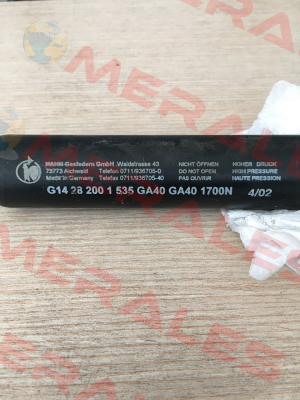 HAHN-Gasfedern GmbH Waldstrasse 43 NICHT ÖFFNEN HOHER DRUCK
73773 Aichwald Telefon 0711/936705-0 DO NOT OPEN HIGH PRESSURE
Made in Germany Telefax 0711/936705-40 PAS OUVRIR HAUTE PRESSION
G14 28 200 1 535 GA40 GA40 1700N 4/02
MERALES